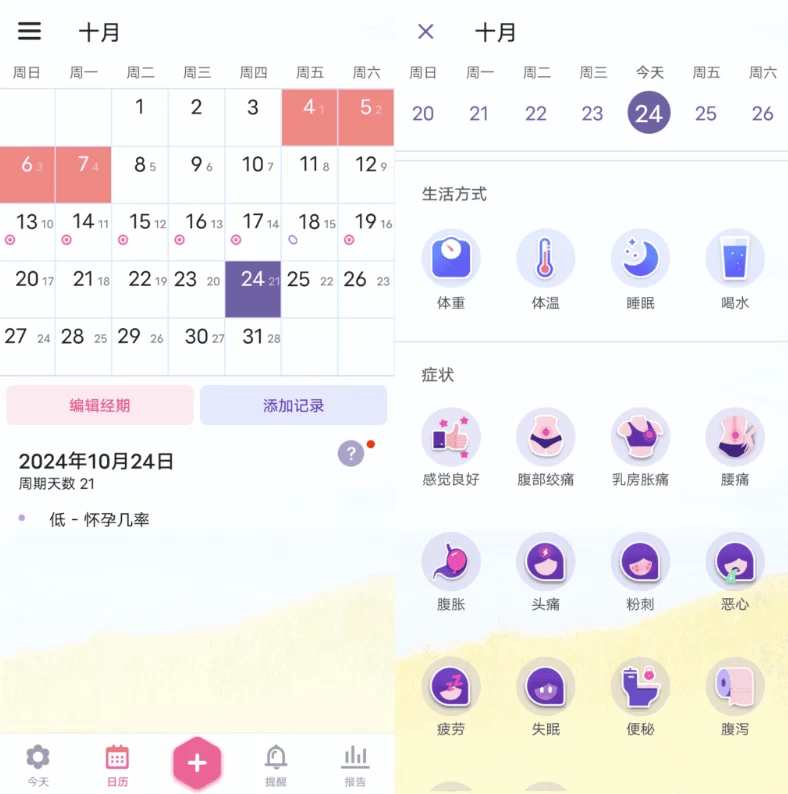 十月
周日 周一 周二 周三 周四 周五 周六
1 2 3 4 1 5 2
6 3 7 4 8 5 9 6 10 7 11 8 12 9
13 10 14 11 15 12 16 13 17 14 18 15 19 16
20 17 21 18 22 19 23 20 24 21 25 22 26 23
27 24 28 25 29 26 30 27 31 28
编辑经期 添加记录
2024年10月24日
?
周期天数 21
低 - 怀孕几率
今天 日历 提醒 报告
十月
周日 周一 周二 周三 今天 周五 周六
20 21 22 23 24 25 26
生活方式
体重 体温 睡眠 喝水
症状
感觉良好 腹部绞痛 乳房胀痛 腰痛
腹胀 头痛 粉刺 恶心
疲劳 失眠 便秘 腹泻